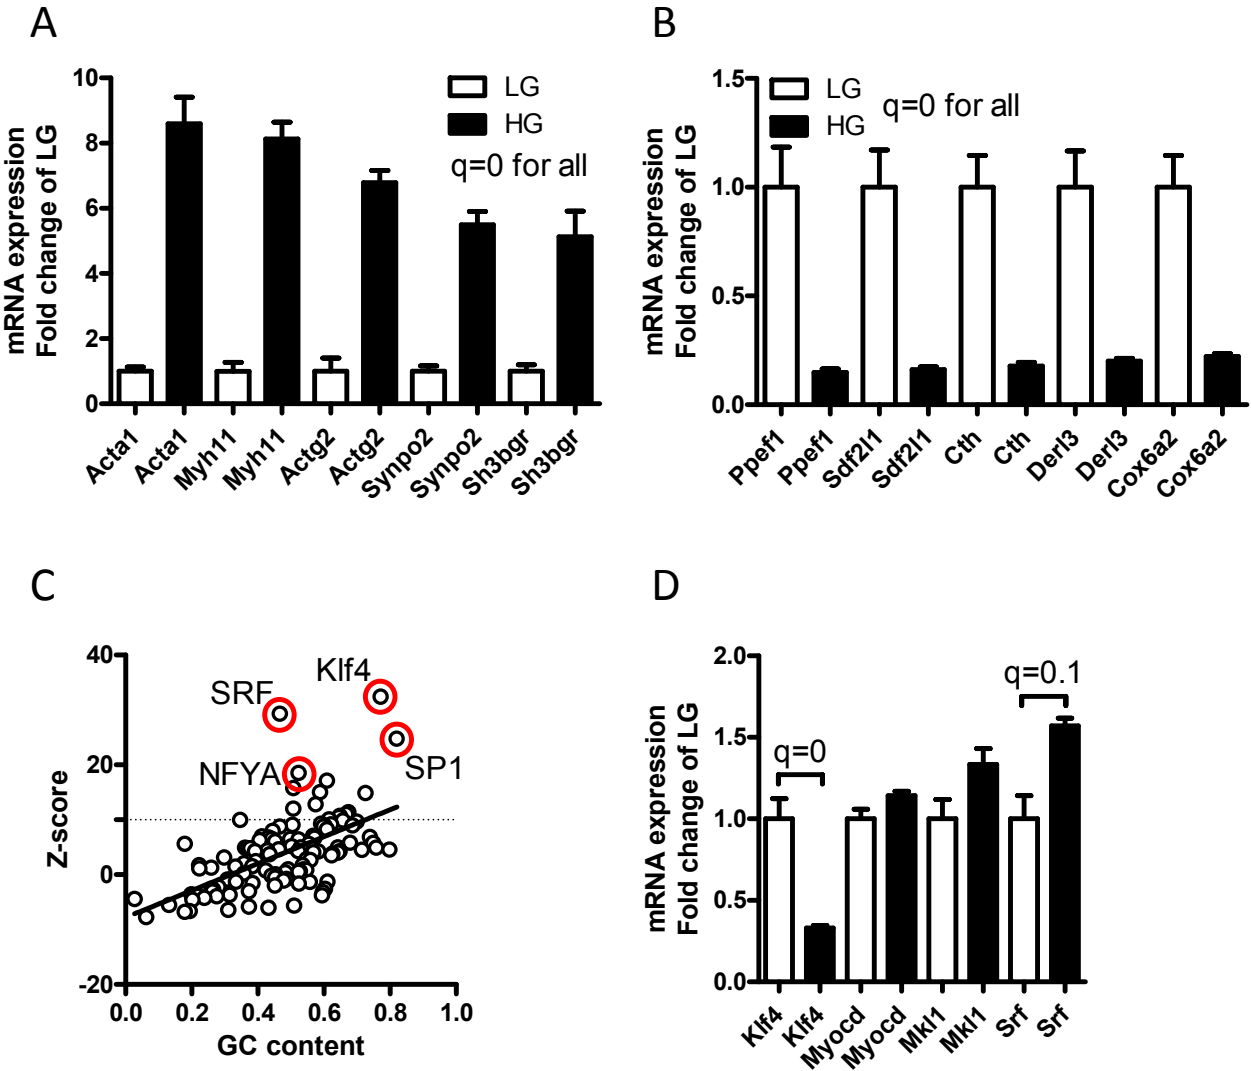 A
mRNA expression
Fold change of LG
10
8
6
4
2
0
LG
HG
q=0 for all
Acta1
Acta1
Myh11
Myh11
Actg2
Actg2
Synpo2
Synpo2
Sh3bgr
Sh3bgr
B
mRNA expression
Fold change of LG
1.5
1.0
0.5
0.0
LG
HG
q=0 for all
Ppef1
Ppef1
Sdf2l1
Sdf2l1
Cth
Cth
Derl3
Derl3
Cox6a2
Cox6a2
C
Z-score
40
20
0
-20
SRF
Klf4
NFYA
SP1
0.0
0.2
0.4
0.6
0.8
1.0
GC content
D
mRNA expression
Fold change of LG
2.0
1.5
1.0
0.5
0.0
q=0
q=0.1
Klf4
Klf4
Myocd
Myocd
Mkl1
Mkl1
Srf
Srf